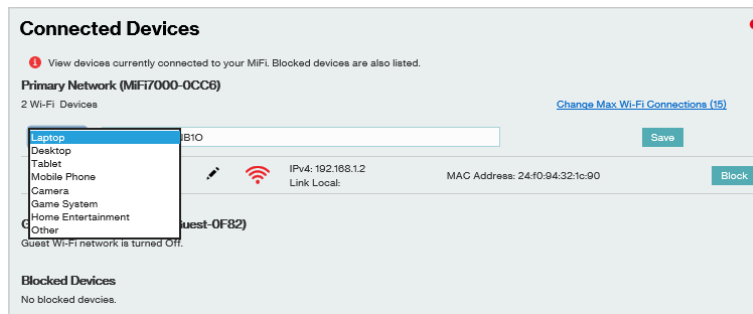 Connected Devices
View devices currently connected to your MiFi. Blocked devices are also listed.
Primary Network (MiFi7000-0CC6)
2 Wi-Fi Devices
Change Max Wi-Fi Connections (15)
Laptop
Desktop
Tablet
Mobile Phone
Camera
Game System
Home Entertainment
Other
IB1O
Save
IPv4: 192.168.1.2
Link Local:
MAC Address: 24:f0:94:32:1c:90
Block
G
uest-0F82)
Guest Wi-Fi network is turned Off.
Blocked Devices
No blocked devcies.